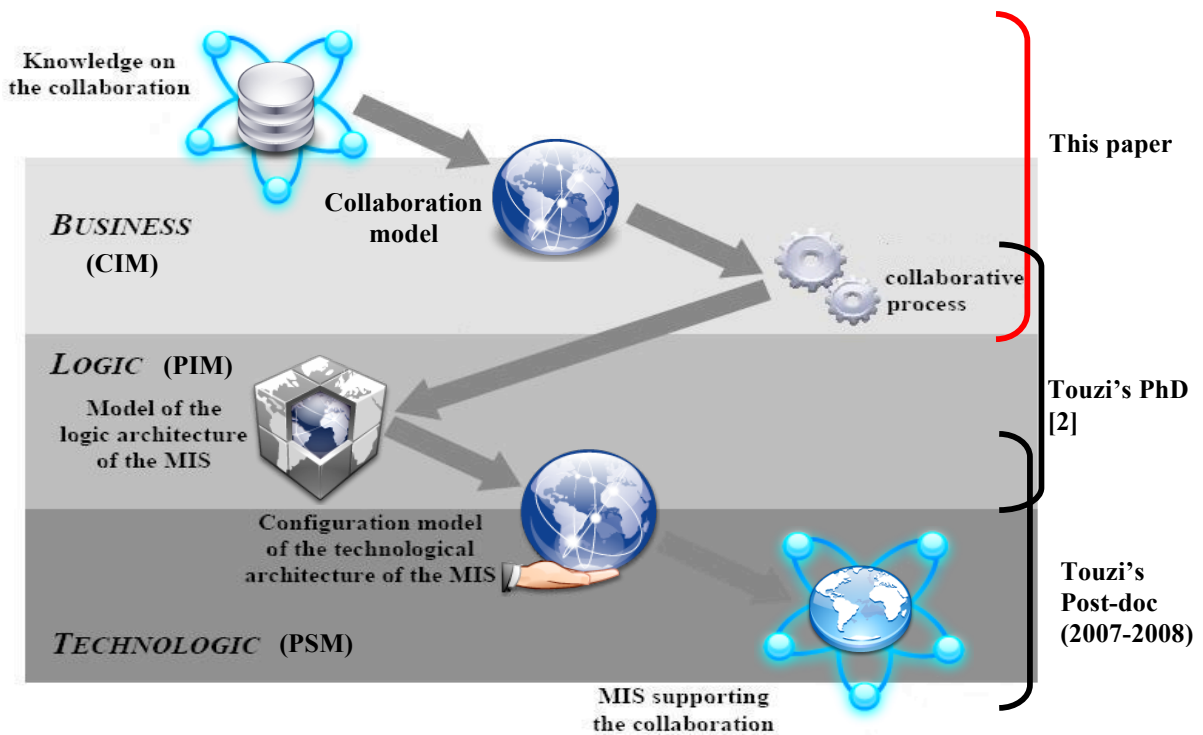 Knowledge on
the collaboration
This paper
Collaboration
model
BUSINESS
(CIM)
collaborative
process
LOGIC (PIM)
Model of the
logic architecture
of the MIS
Touzi's PhD
[2]
Configuration model
of the technological
architecture of the MIS
Touzi's
Post-doc
(2007-2008)
TECHNOLOGIC (PSM)
MIS supporting
the collaboration